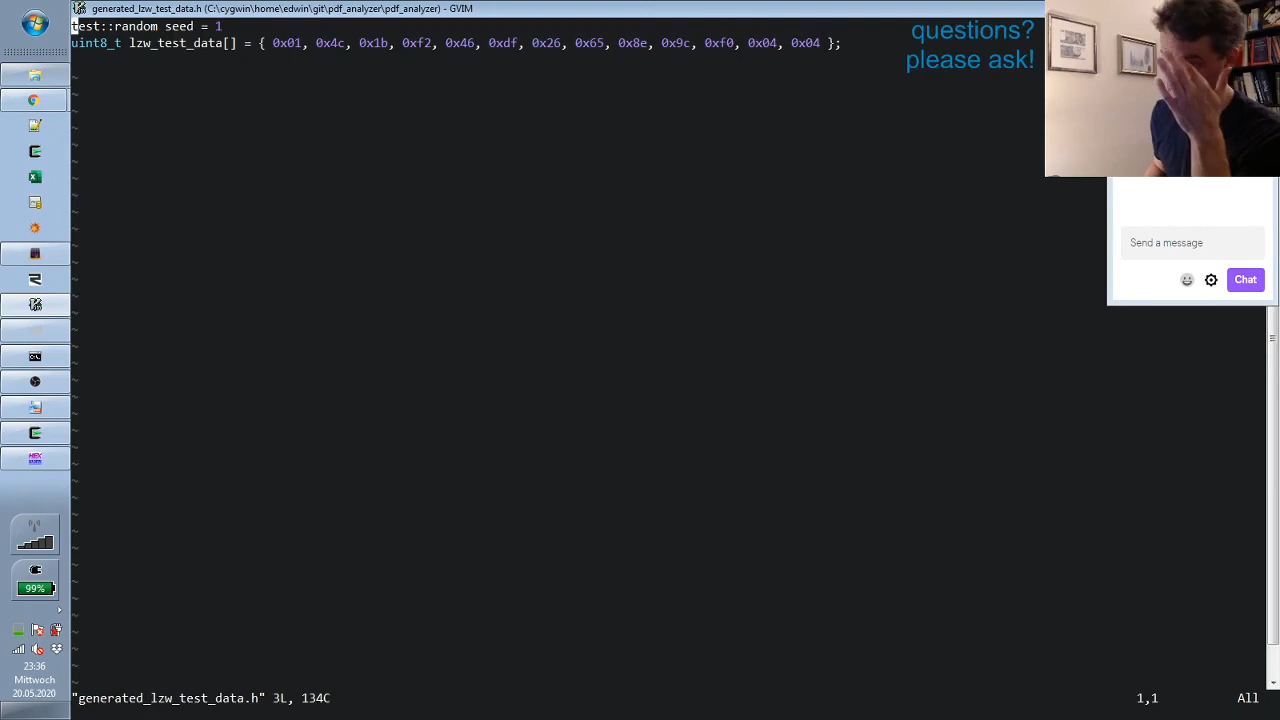 generated_lzw_test_data.h (C:\cygwin\home\edwin\git\pdf_analyzer\pdf_analyzer) - GVIM
test::random seed = 1
uint8_t lzw_test_data[] = { 0x01, 0x4c, 0x1b, 0xf2, 0x46, 0xdf, 0x26, 0x65, 0x8e, 0x9c, 0xf0, 0x04, 0x04 };
questions?
please ask!
Send a message
Chat
HEX
99%
23:36
Mittwoch
20.05.2020
"generated_lzw_test_data.h" 3L, 134C
1,1
All